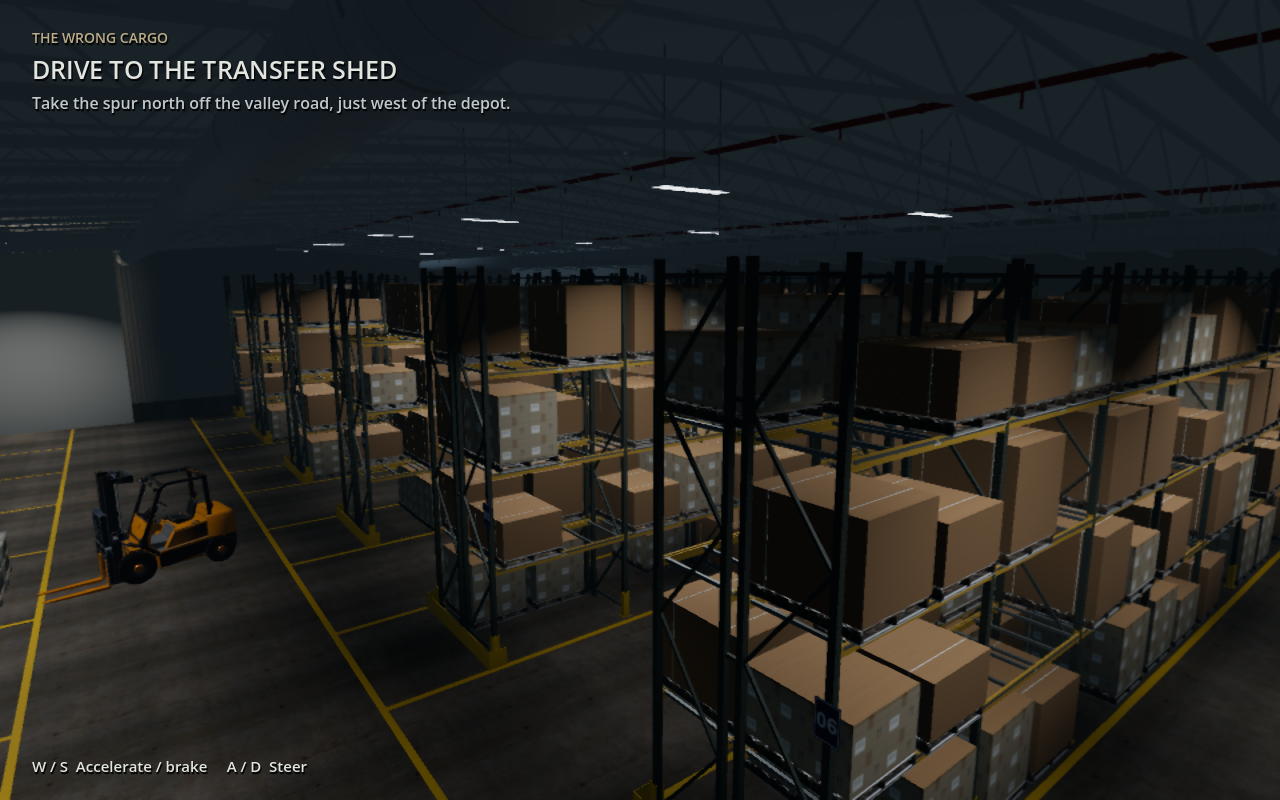 THE WRONG CARGO
DRIVE TO THE TRANSFER SHED
Take the spur north off the valley road, just west of the depot.
06
W / S Accelerate / brake A / D Steer